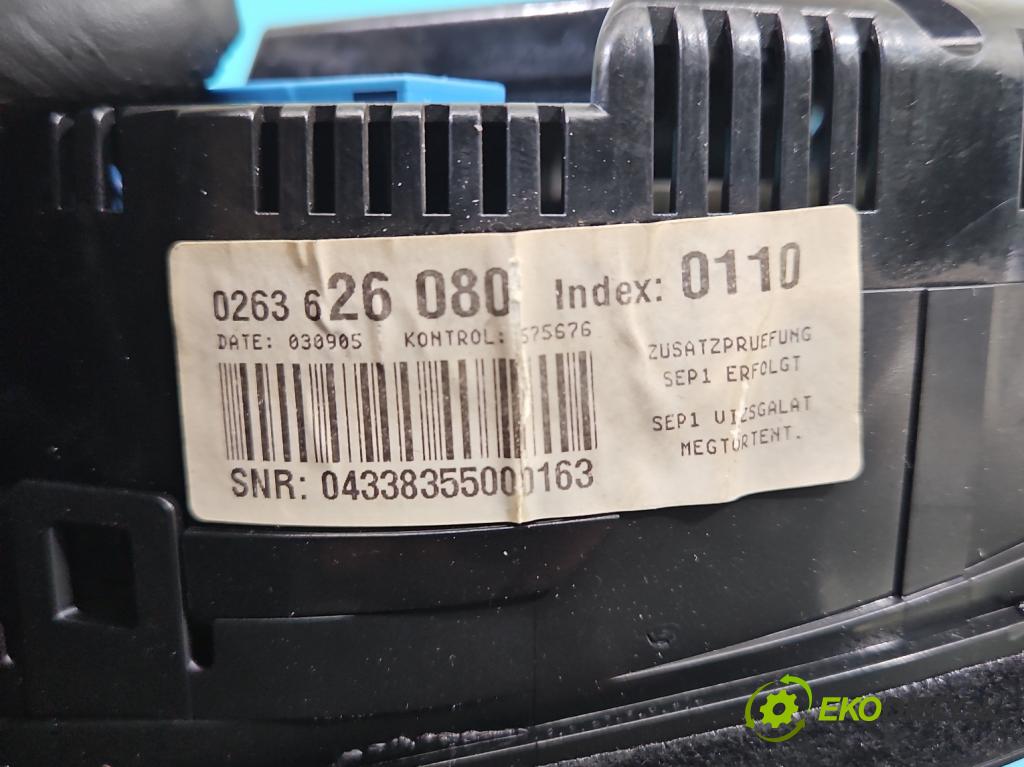 0263 626 080 Index: 0110
DATE: 030905 KONTROL: 575676
ZUSATZPRUEFUNG
SEP1 ERFOLGT
SEP1 VIZSGALAT
MEGTORTENT.
SNR: 04338355000163
EKO